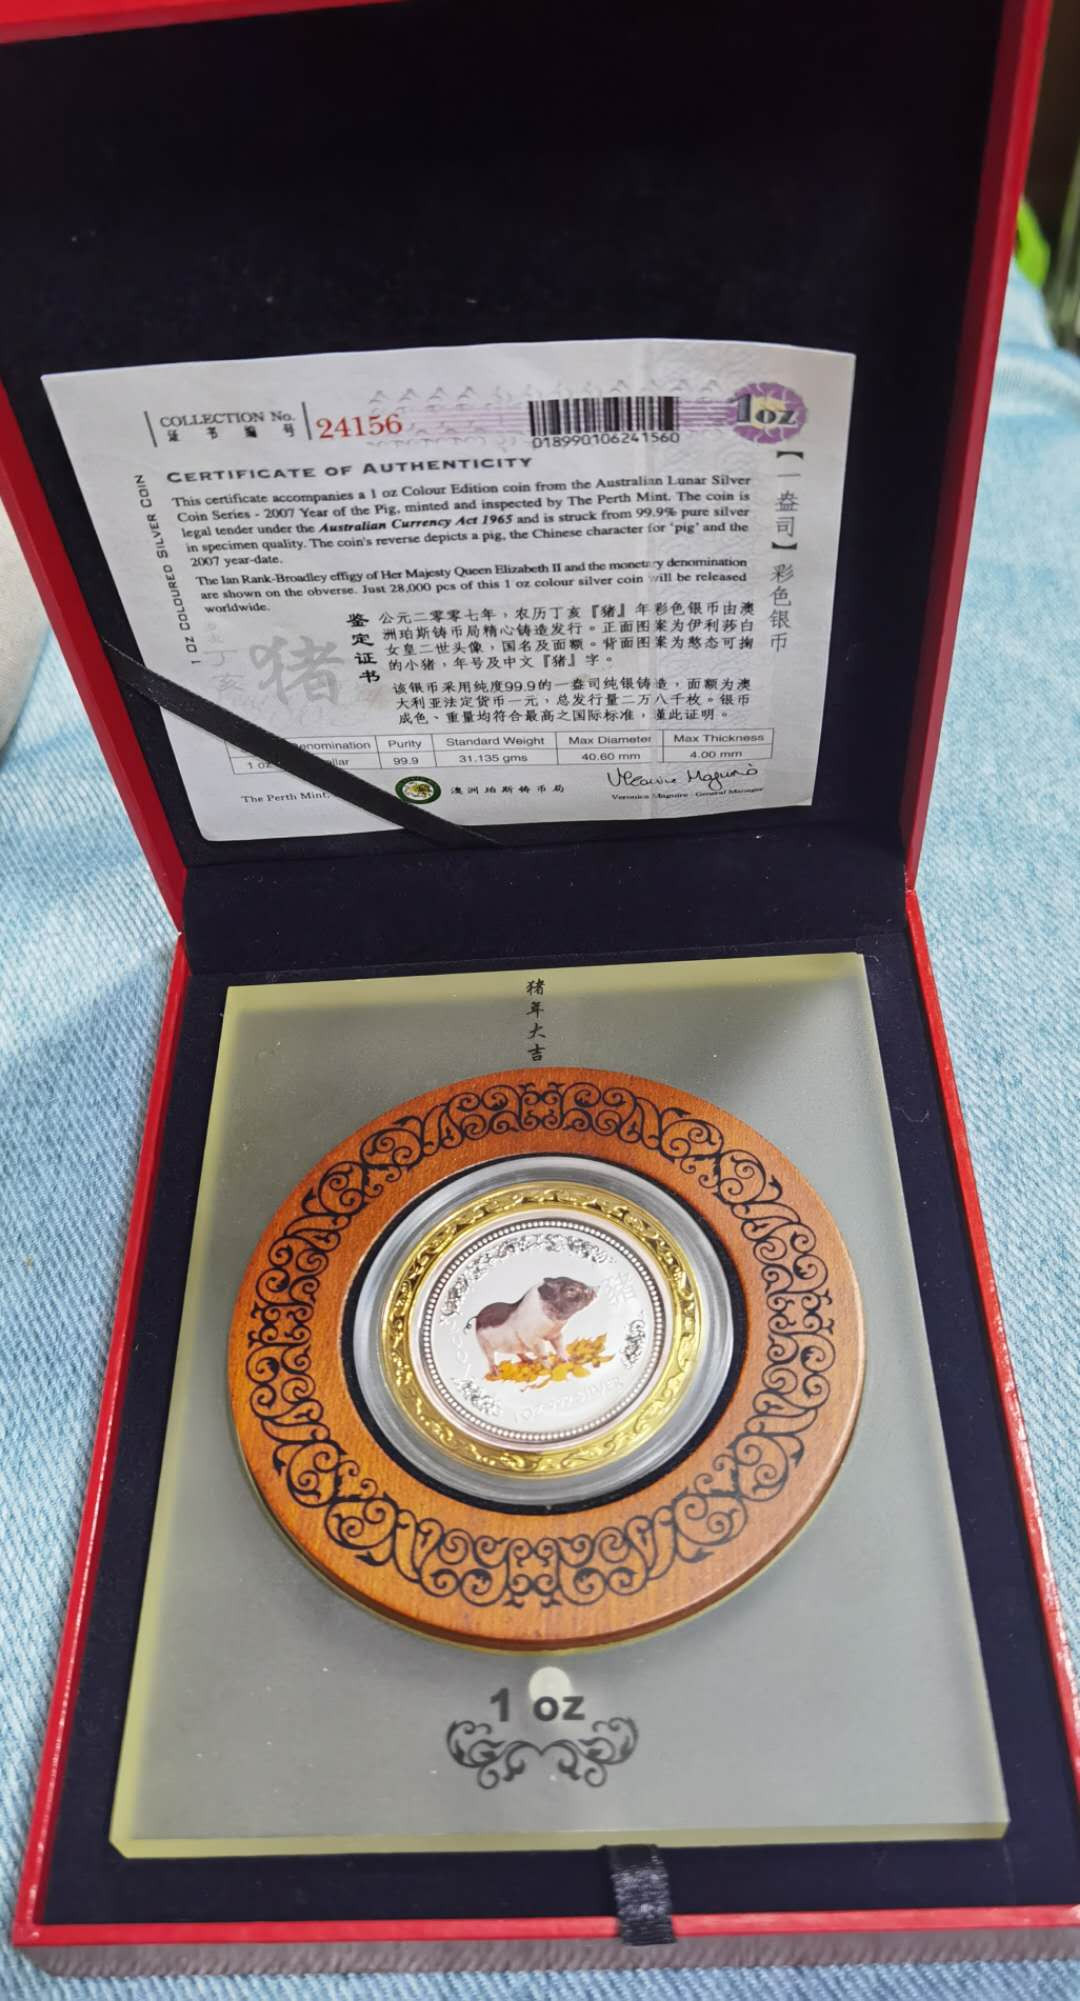 COLLECTION No.
证书编号
24156
018990106241560
1oz
CERTIFICATE OF AUTHENTICITY
This certificate accompanies a 1 oz Colour Edition coin from the Australian Lunar Silver
Coin Series - 2007 Year of the Pig, minted and inspected by The Perth Mint. The coin is
legal tender under the Australian Currency Act 1965 and is struck from 99.9% pure silver
in specimen quality. The coin's reverse depicts a pig, the Chinese character for 'pig' and the
2007 year-date.
The Ian Rank-Broadley effigy of Her Majesty Queen Elizabeth II and the monetary denomination
are shown on the obverse. Just 28,000 pcs of this 1 oz colour silver coin will be released
worldwide.
1 OZ COLOURED SILVER COIN
【一盎司】彩色银币
丁亥
猪
鉴定证书
公元二零零七年，农历丁亥『猪』年彩色银币由澳
洲珀斯铸币局精心铸造发行。正面图案为伊利莎白
女皇二世头像，国名及面额。背面图案为憨态可掬
的小猪，年号及中文『猪』字。
该银币采用纯度99.9的一盎司纯银铸造，面额为澳
大利亚法定货币一元，总发行量二万八千枚。银币
成色、重量均符合最高之国际标准，谨此证明。
Purity Standard Weight Max Diameter Max Thickness
1 oz 99.9 31.135 gms 40.60 mm 4.00 mm
The Perth Mint,
澳洲珀斯铸币局
Veronica Maguire - General Manager
猪年大吉
猪
1 OZ 999 SILVER
1 oz